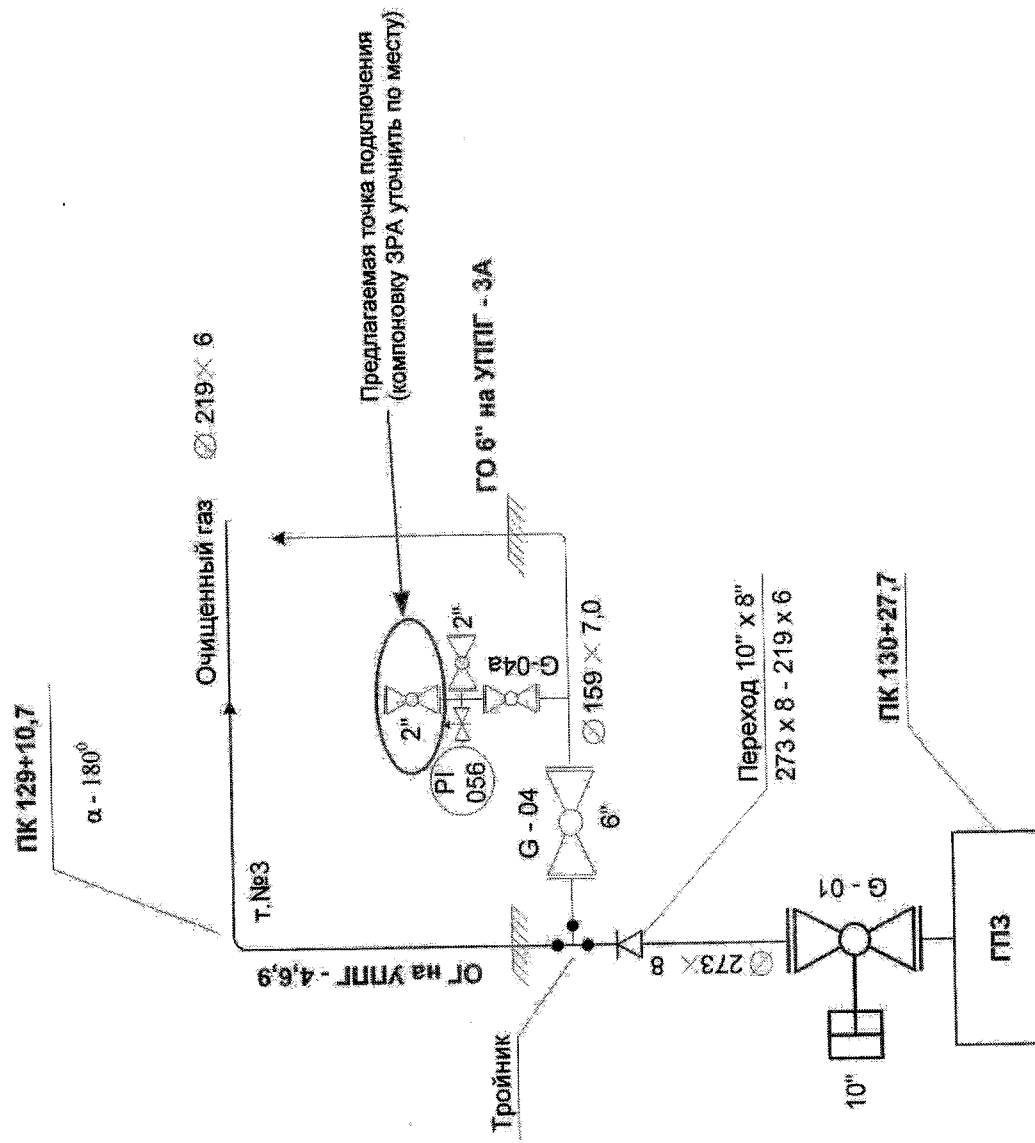 ПК 129+10,7
α - 180⁰
т.№3
Очищенный газ
∅ 219 × 6
Предлагаемая точка подключения
(компоновку ЗРА уточнить по месту)
ГО 6" на УППГ - 3А
ОГ на УППГ - 4,6,9
2"
2"
PI
056
G-04a
∅ 159 × 7,0
G - 04
6"
Тройник
Переход 10" x 8"
273 x 8 - 219 x 6
∅ 273 × 8
ПК 130+27,7
G - 01
10"
ГПЗ